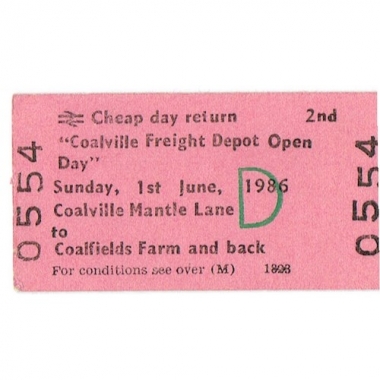 Cheap day return 2nd
"Coalville Freight Depot Open
Day"
Sunday, 1st June, 1986
Coalville Mantle Lane
to
Coalfields Farm and back
For conditions see over (M)
D
0554
0554